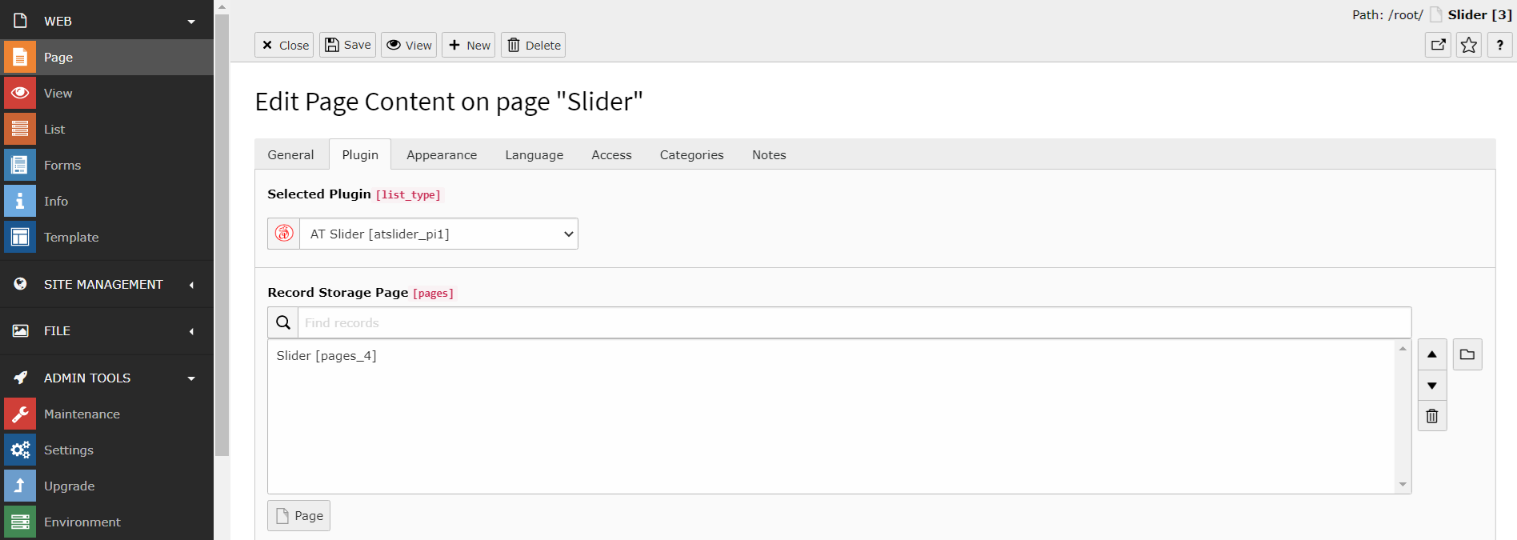 WEB
Page
View
List
Forms
Info
Template
SITE MANAGEMENT
FILE
ADMIN TOOLS
Maintenance
Settings
Upgrade
Environment
Path: /root/ Slider [3]
Close Save View New Delete
?
Edit Page Content on page "Slider"
General Plugin Appearance Language Access Categories Notes
Selected Plugin [list_type]
AT Slider [atslider_pi1]
Record Storage Page [pages]
Find records
Slider [pages_4]
Page